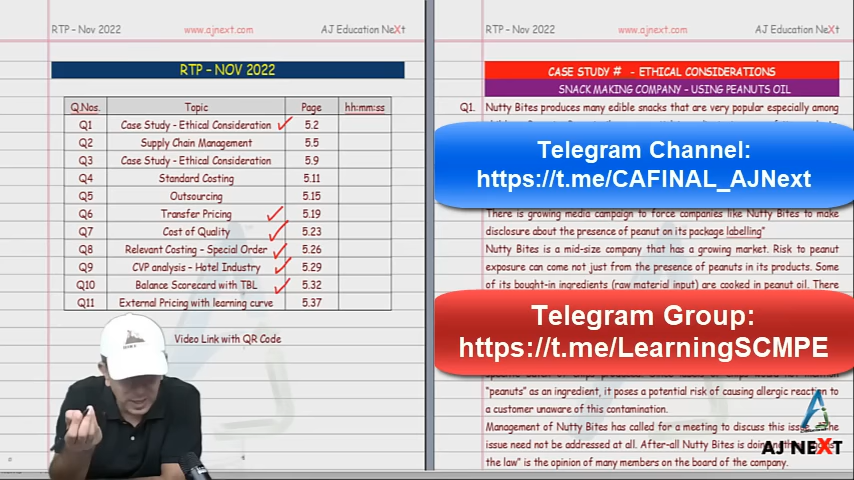 RTP – Nov 2022 www.ajnext.com AJ Education NeXt
RTP – NOV 2022
Q.Nos. Topic Page hh:mm:ss
Q1 Case Study – Ethical Consideration 5.2
Q2 Supply Chain Management 5.5
Q3 Case Study – Ethical Consideration 5.9
Q4 Standard Costing 5.11
Q5 Outsourcing 5.15
Q6 Transfer Pricing 5.19
Q7 Cost of Quality 5.23
Q8 Relevant Costing – Special Order 5.26
Q9 CVP analysis – Hotel Industry 5.29
Q10 Balance Scorecard with TBL 5.32
Q11 External Pricing with learning curve 5.37
Video Link with QR Code
RTP – Nov 2022 www.ajnext.com AJ Education NeXt
CASE STUDY # - ETHICAL CONSIDERATIONS
SNACK MAKING COMPANY – USING PEANUTS OIL
Q1. Nutty Bites produces many edible snacks that are very popular especially among
Telegram Channel:
https://t.me/CAFINAL_AJNext
There is growing media campaign to force companies like Nutty Bites to make
disclosure about the presence of peanut on its package labelling"
Nutty Bites is a mid-size company that has a growing market. Risk to peanut
exposure can come not just from the presence of peanuts in its products. Some
of its bought-in ingredients (raw material input) are cooked in peanut oil. There
Telegram Group:
https://t.me/LearningSCMPE
"peanuts" as an ingredient, it poses a potential risk of causing allergic reaction to
a customer unaware of this contamination.
Management of Nutty Bites has called for a meeting to discuss this
issue need not be addressed at all. After-all Nutty Bites is
the law" is the opinion of many members on the board of the company.
AJ NEXT